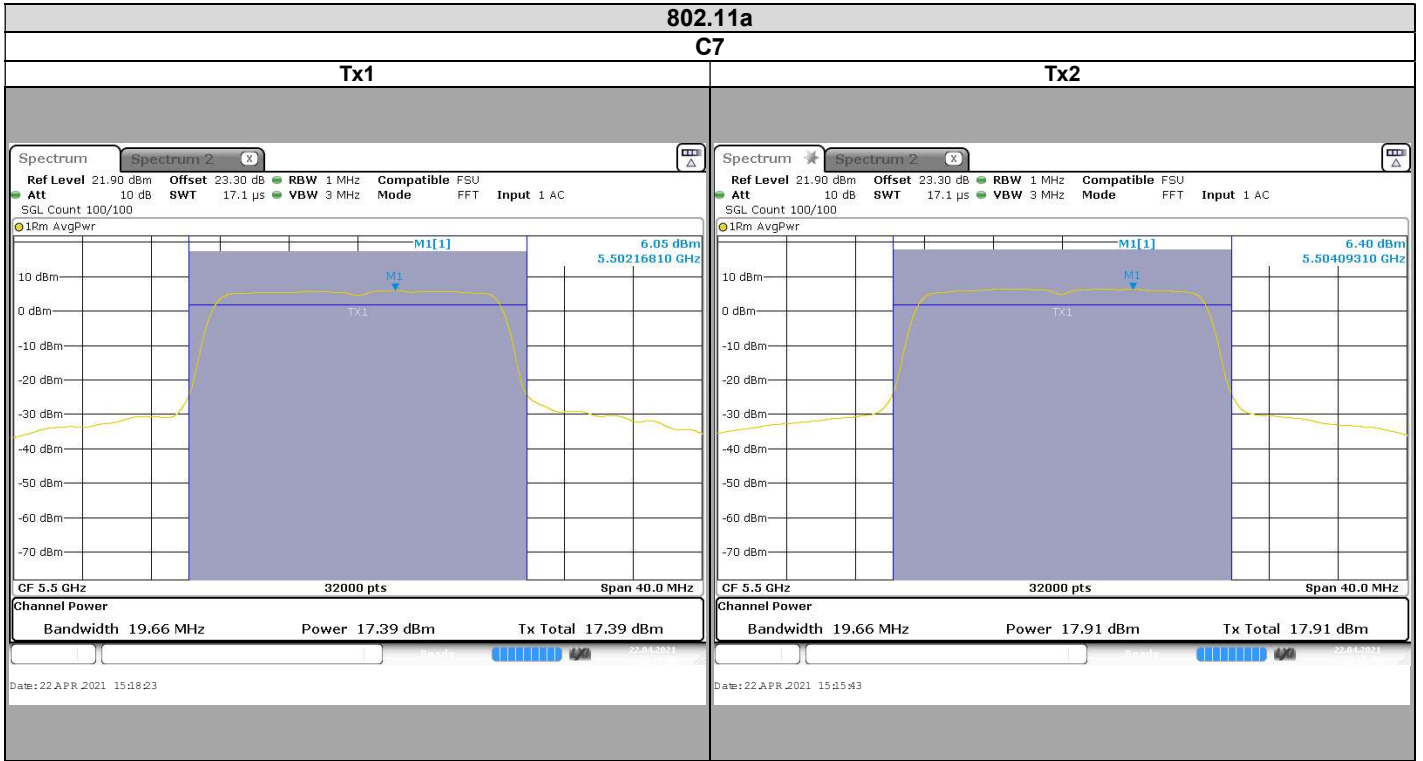 802.11a
C7
Tx1
Tx2
Spectrum Spectrum 2 X
Ref Level 21.90 dBm Offset 23.30 dB RBW 1 MHz Compatible FSU
Att 10 dB SWT 17.1 µs VBW 3 MHz Mode FFT Input 1 AC
SGL Count 100/100
1Rm AvgPwr
M1[1] 6.05 dBm
5.50216810 GHz
M1
10 dBm
0 dBm
TX1
-10 dBm
-20 dBm
-30 dBm
-40 dBm
-50 dBm
-60 dBm
-70 dBm
CF 5.5 GHz 32000 pts Span 40.0 MHz
Channel Power
Bandwidth 19.66 MHz Power 17.39 dBm Tx Total 17.39 dBm
Ready 22.04.2021
Date: 22.APR.2021 15:18:23
Spectrum Spectrum 2 X
Ref Level 21.90 dBm Offset 23.30 dB RBW 1 MHz Compatible FSU
Att 10 dB SWT 17.1 µs VBW 3 MHz Mode FFT Input 1 AC
SGL Count 100/100
1Rm AvgPwr
M1[1] 6.40 dBm
5.50409310 GHz
M1
10 dBm
0 dBm
TX1
-10 dBm
-20 dBm
-30 dBm
-40 dBm
-50 dBm
-60 dBm
-70 dBm
CF 5.5 GHz 32000 pts Span 40.0 MHz
Channel Power
Bandwidth 19.66 MHz Power 17.91 dBm Tx Total 17.91 dBm
Ready 22.04.2021
Date: 22.APR.2021 15:15:43